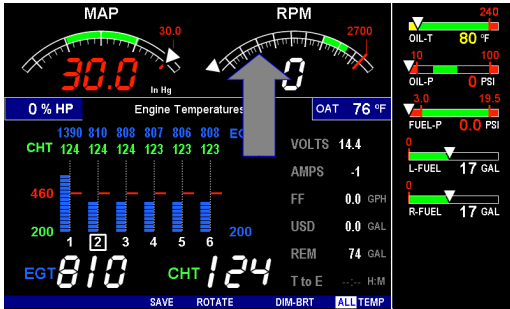 MAP
30.0
30.0
In Hg
RPM
2700
0
0 % HP
Engine Temperatures
OAT 76 ºF
1390 810 808 807 806 808
CHT 124 124 124 123 123 123
460
200
200
1 2 3 4 5 6
EGT 810 CHT 124
VOLTS 14.4
AMPS -1
FF 0.0 GPH
USD 0.0 GAL
REM 74 GAL
T to E --:-- H:M
SAVE ROTATE DIM-BRT ALL TEMP
240
OIL-T 80 ºF
10 100
OIL-P 0 PSI
3.0 19.5
FUEL-P 0.0 PSI
0
L-FUEL 17 GAL
0
R-FUEL 17 GAL